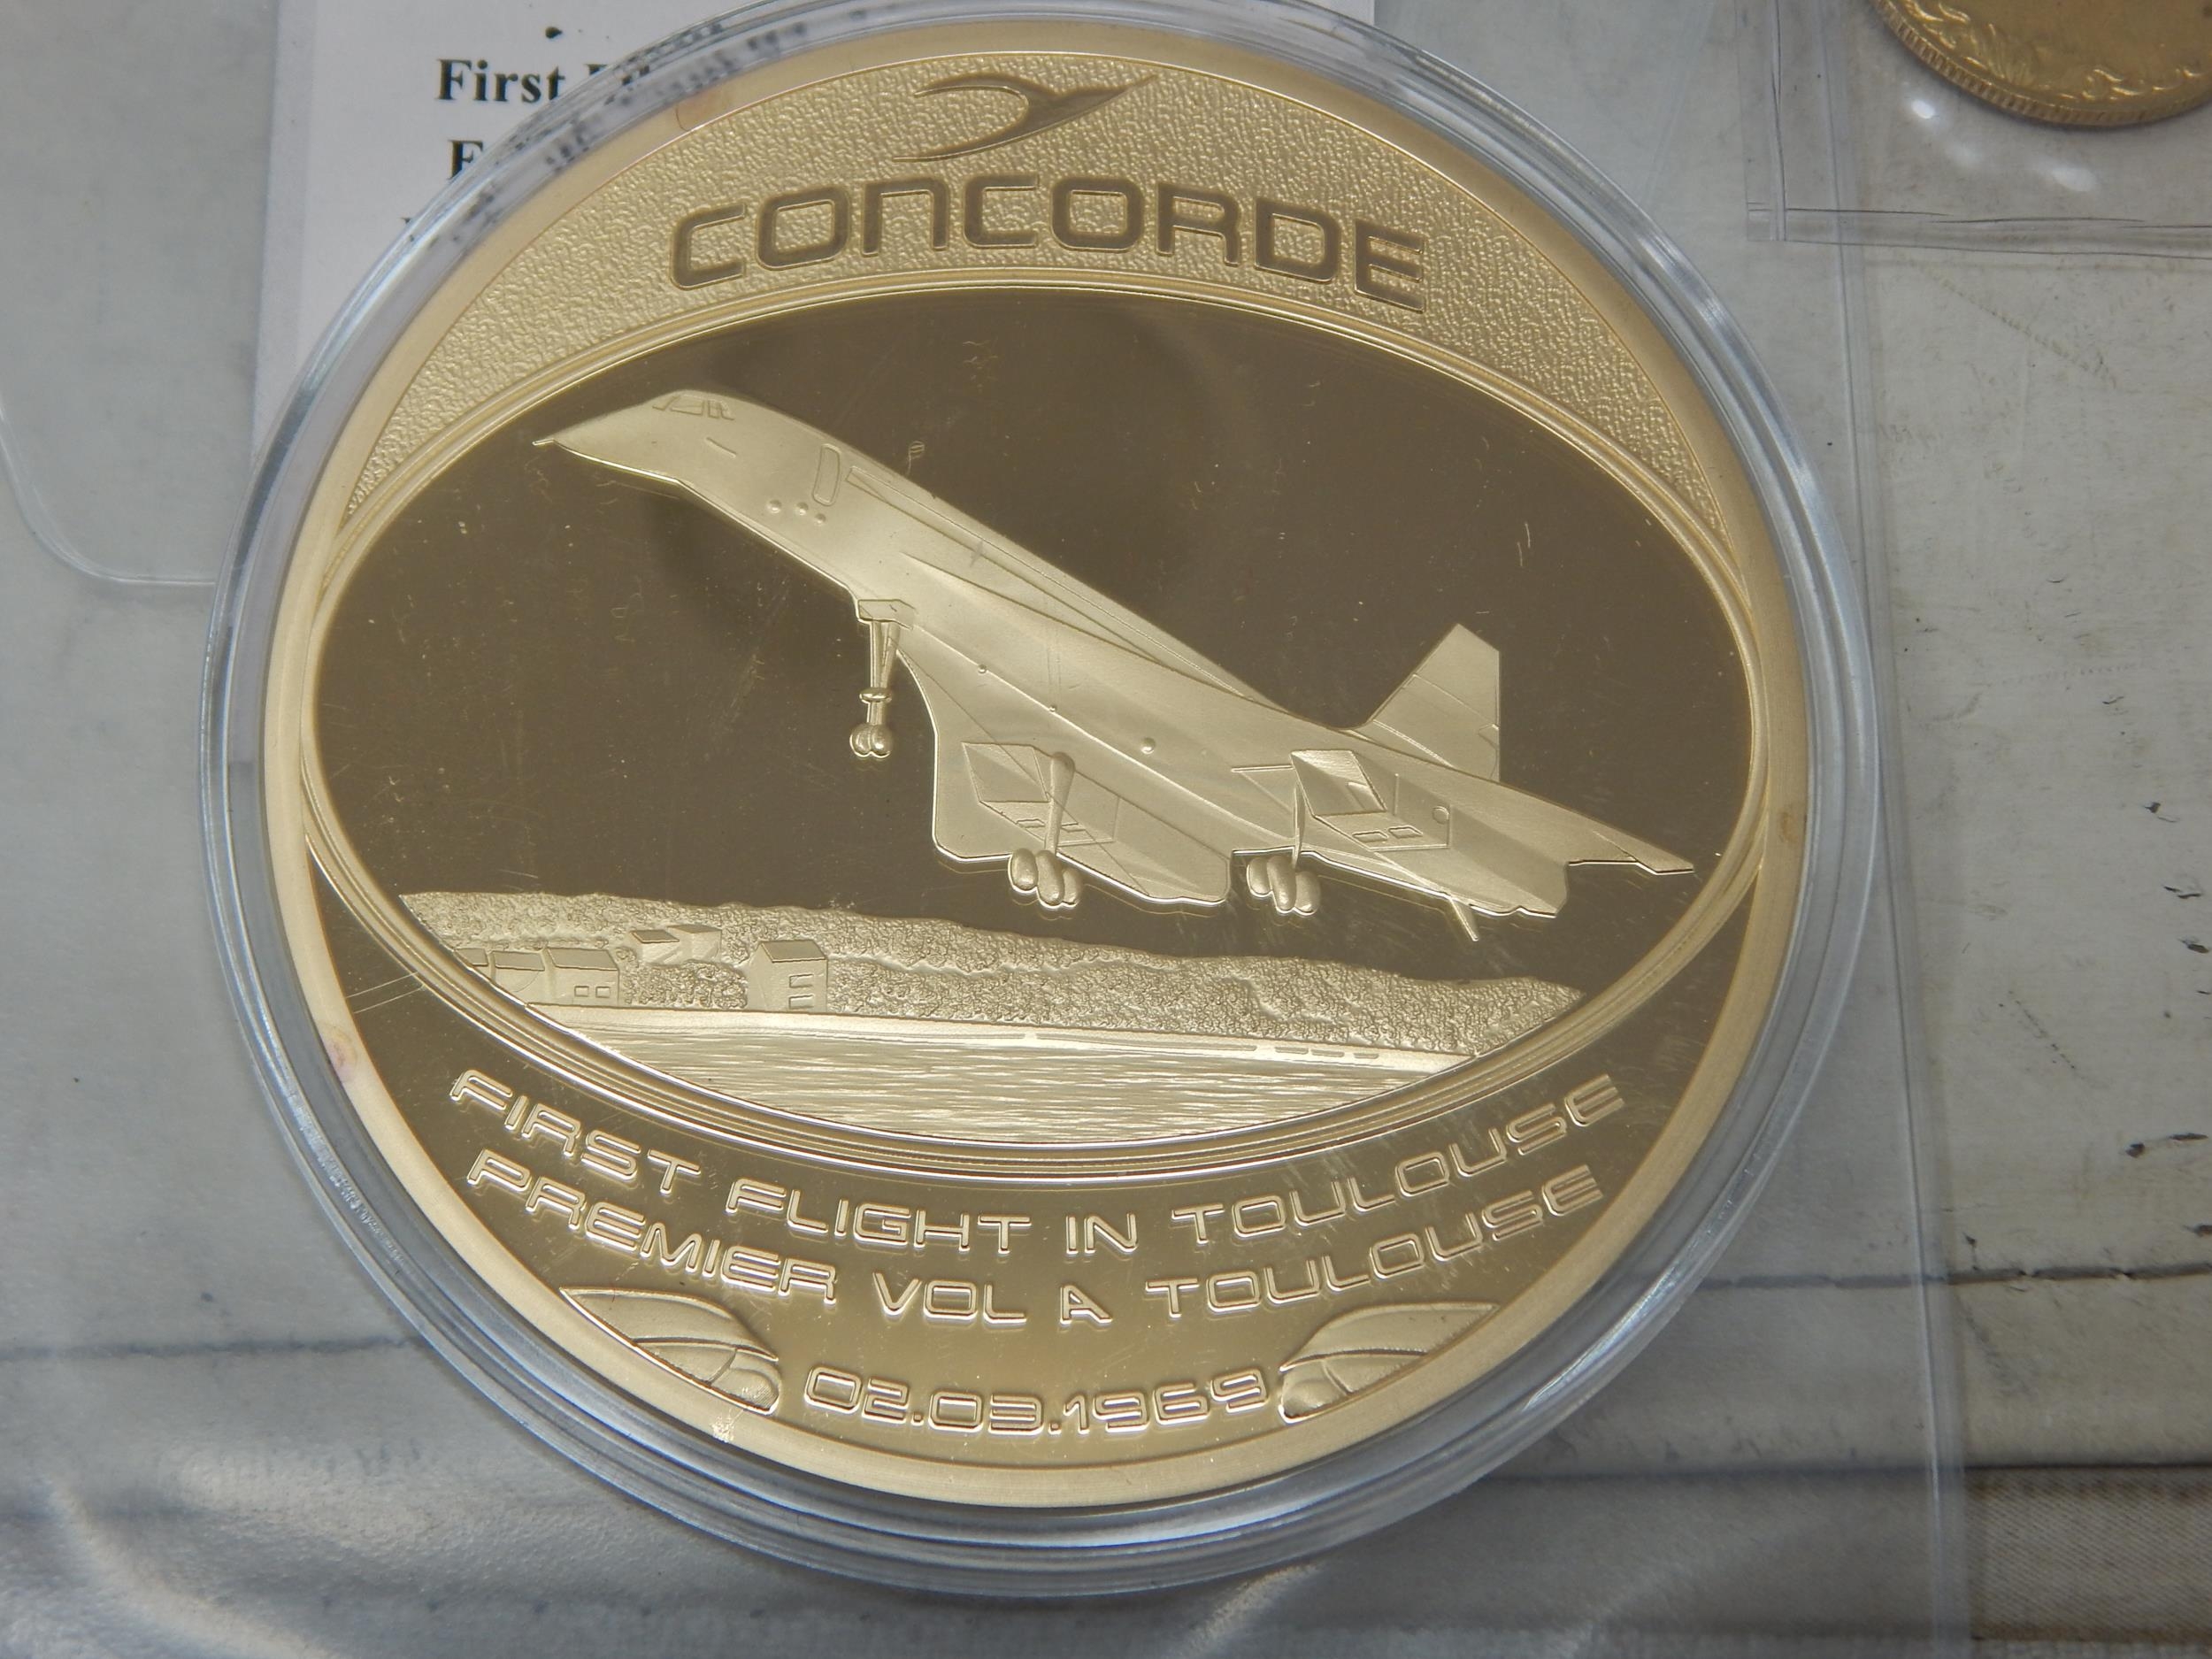 First
CONCORDE
FIRST FLIGHT IN TOULOUSE
PREMIER VOL A TOULOUSE
02.03.1969